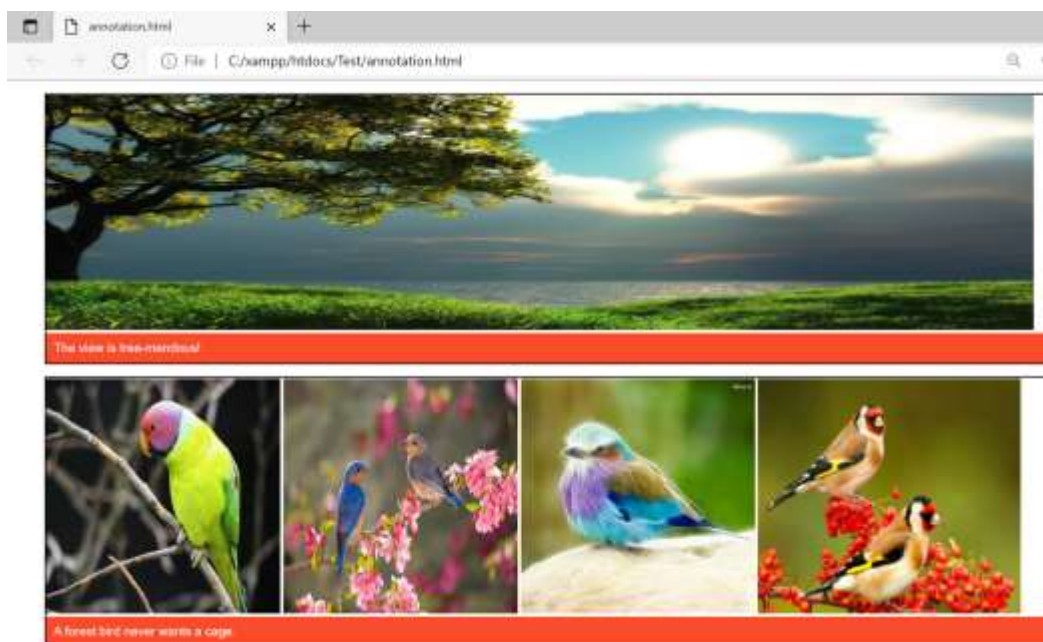 annotation.html
File | C:/xampp/htdocs/Test/annotation.html
The view is tree-mendous!
A forest bird never wants a cage.